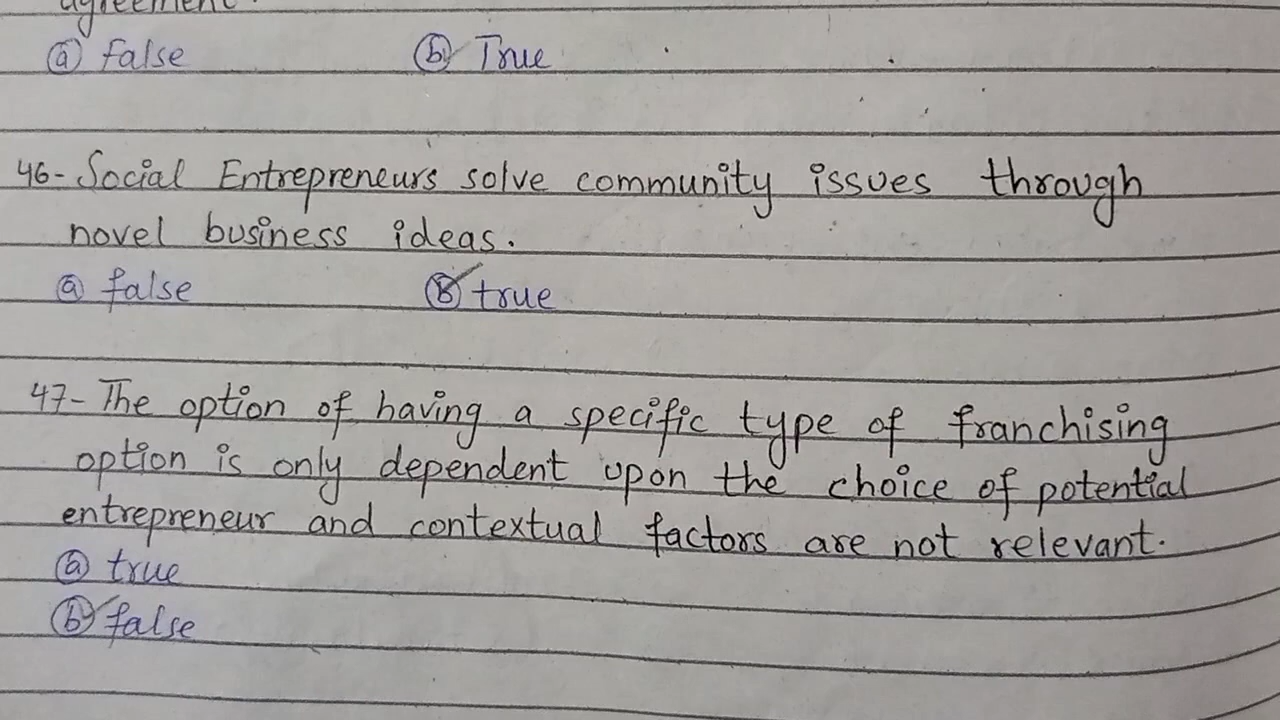 agreement.
ⓐ false ⓑ True
46- Social Entrepreneurs solve community issues through
novel business ideas.
ⓐ false ⓑ true
47- The option of having a specific type of franchising
option is only dependent upon the choice of potential
entrepreneur and contextual factors are not relevant.
ⓐ true
ⓑ false